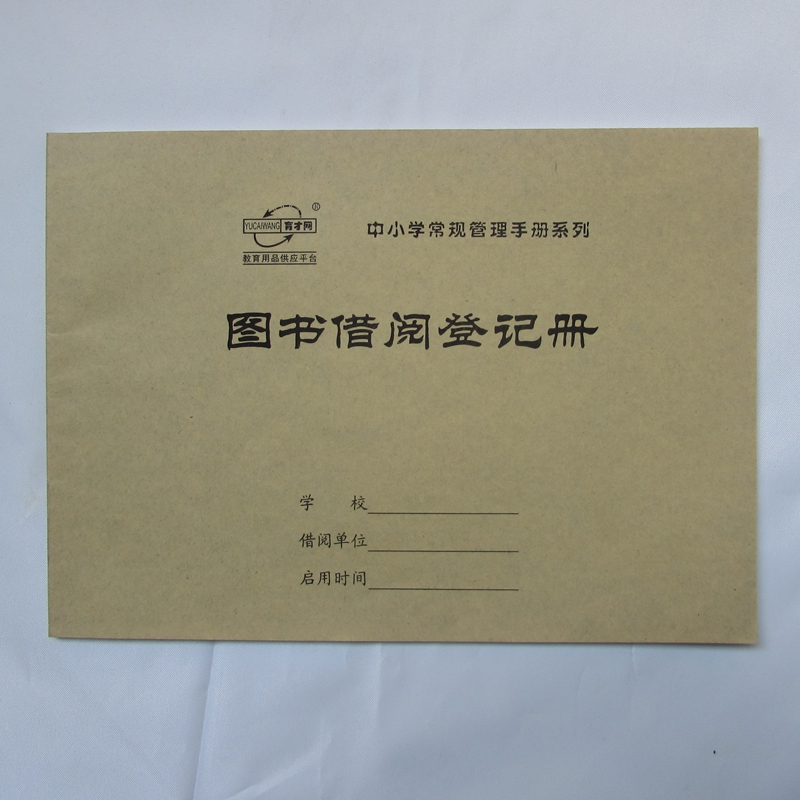 ®
YUCAIWANG 育才网
教育用品供应平台
中小学常规管理手册系列
图书借阅登记册
学 校
借阅单位
启用时间